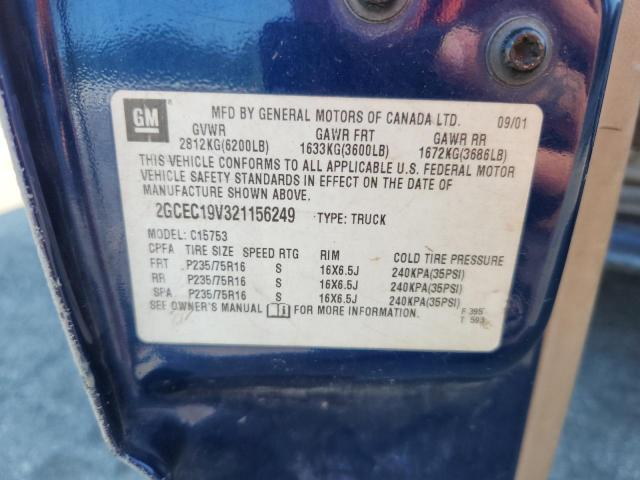 GM MFD BY GENERAL MOTORS OF CANADA LTD. 09/01
GVWR GAWR FRT GAWR RR
2812KG(6200LB) 1633KG(3600LB) 1672KG(3686LB)
THIS VEHICLE CONFORMS TO ALL APPLICABLE U.S. FEDERAL MOTOR
VEHICLE SAFETY STANDARDS IN EFFECT ON THE DATE OF
MANUFACTURE SHOWN ABOVE.
2GCEC19V321156249 TYPE: TRUCK
MODEL: C15753
CPFA TIRE SIZE SPEED RTG RIM COLD TIRE PRESSURE
FRT P235/75R16 S 16X6.5J 240KPA(35PSI)
RR P235/75R16 S 16X6.5J 240KPA(35PSI)
SPA P235/75R16 S 16X6.5J 240KPA(35PSI)
SEE OWNER'S MANUAL FOR MORE INFORMATION.
F 395
T 593